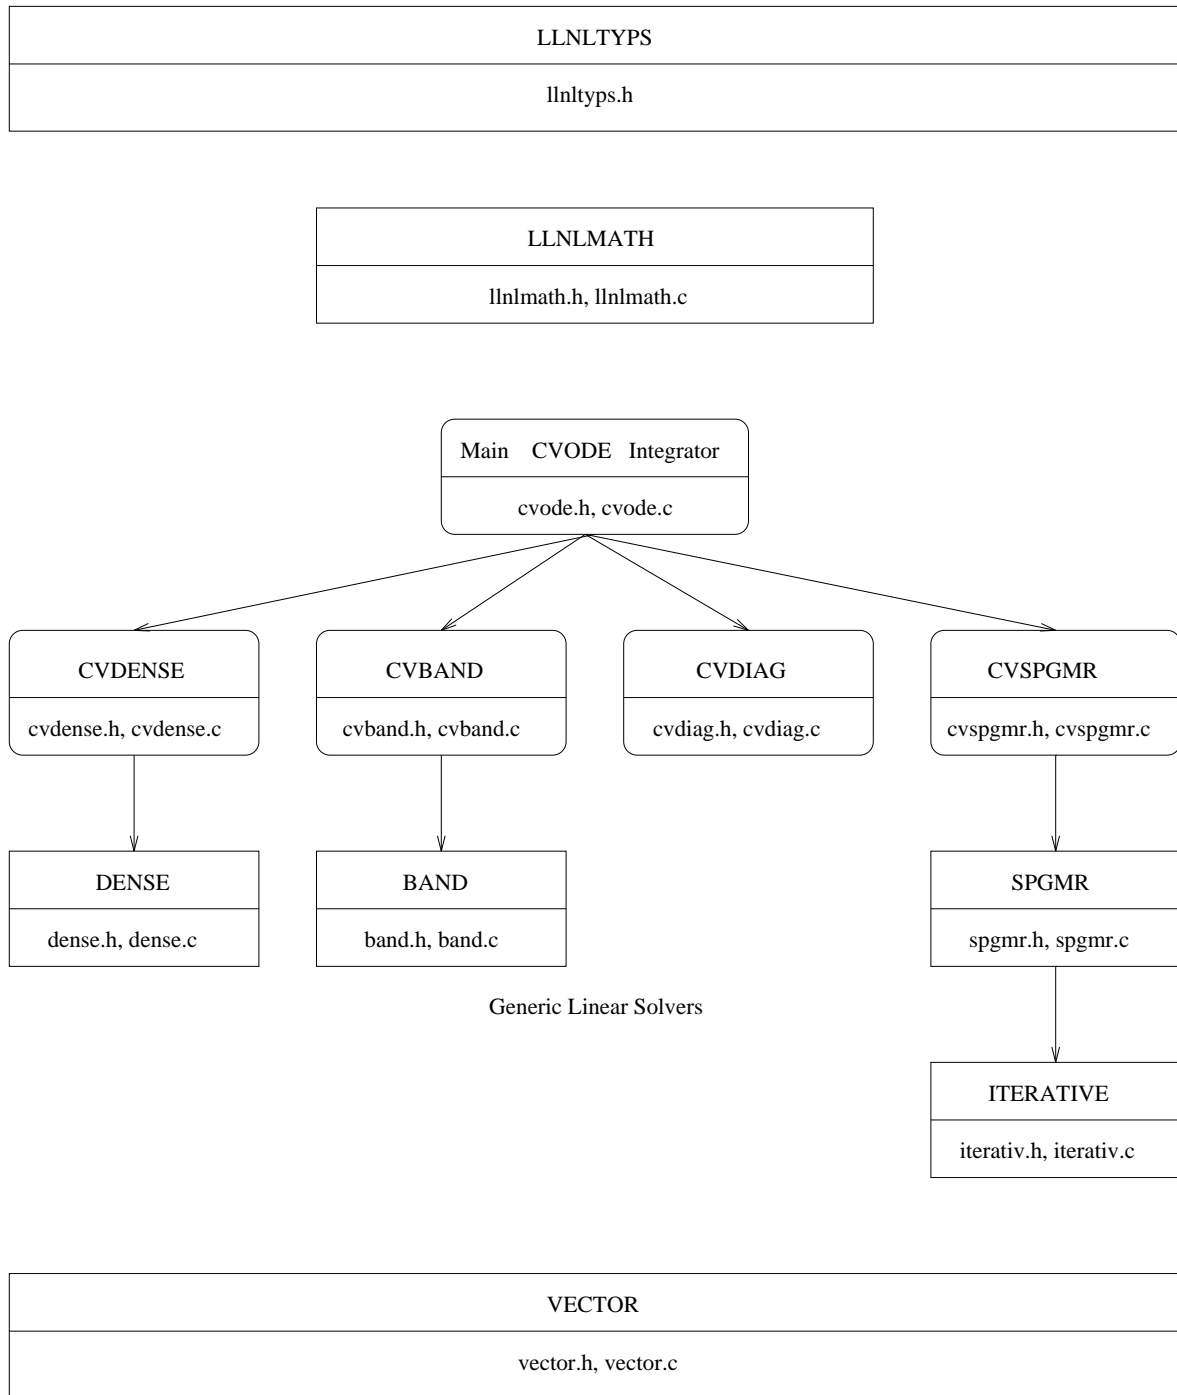 LLNLTYPS
llnltyps.h
LLNLMATH
llnlmath.h, llnlmath.c
Main CVODE Integrator
cvode.h, cvode.c
CVDENSE
cvdense.h, cvdense.c
CVBAND
cvband.h, cvband.c
CVDIAG
cvdiag.h, cvdiag.c
CVSPGMR
cvspgmr.h, cvspgmr.c
DENSE
dense.h, dense.c
BAND
band.h, band.c
SPGMR
spgmr.h, spgmr.c
Generic Linear Solvers
ITERATIVE
iterativ.h, iterativ.c
VECTOR
vector.h, vector.c